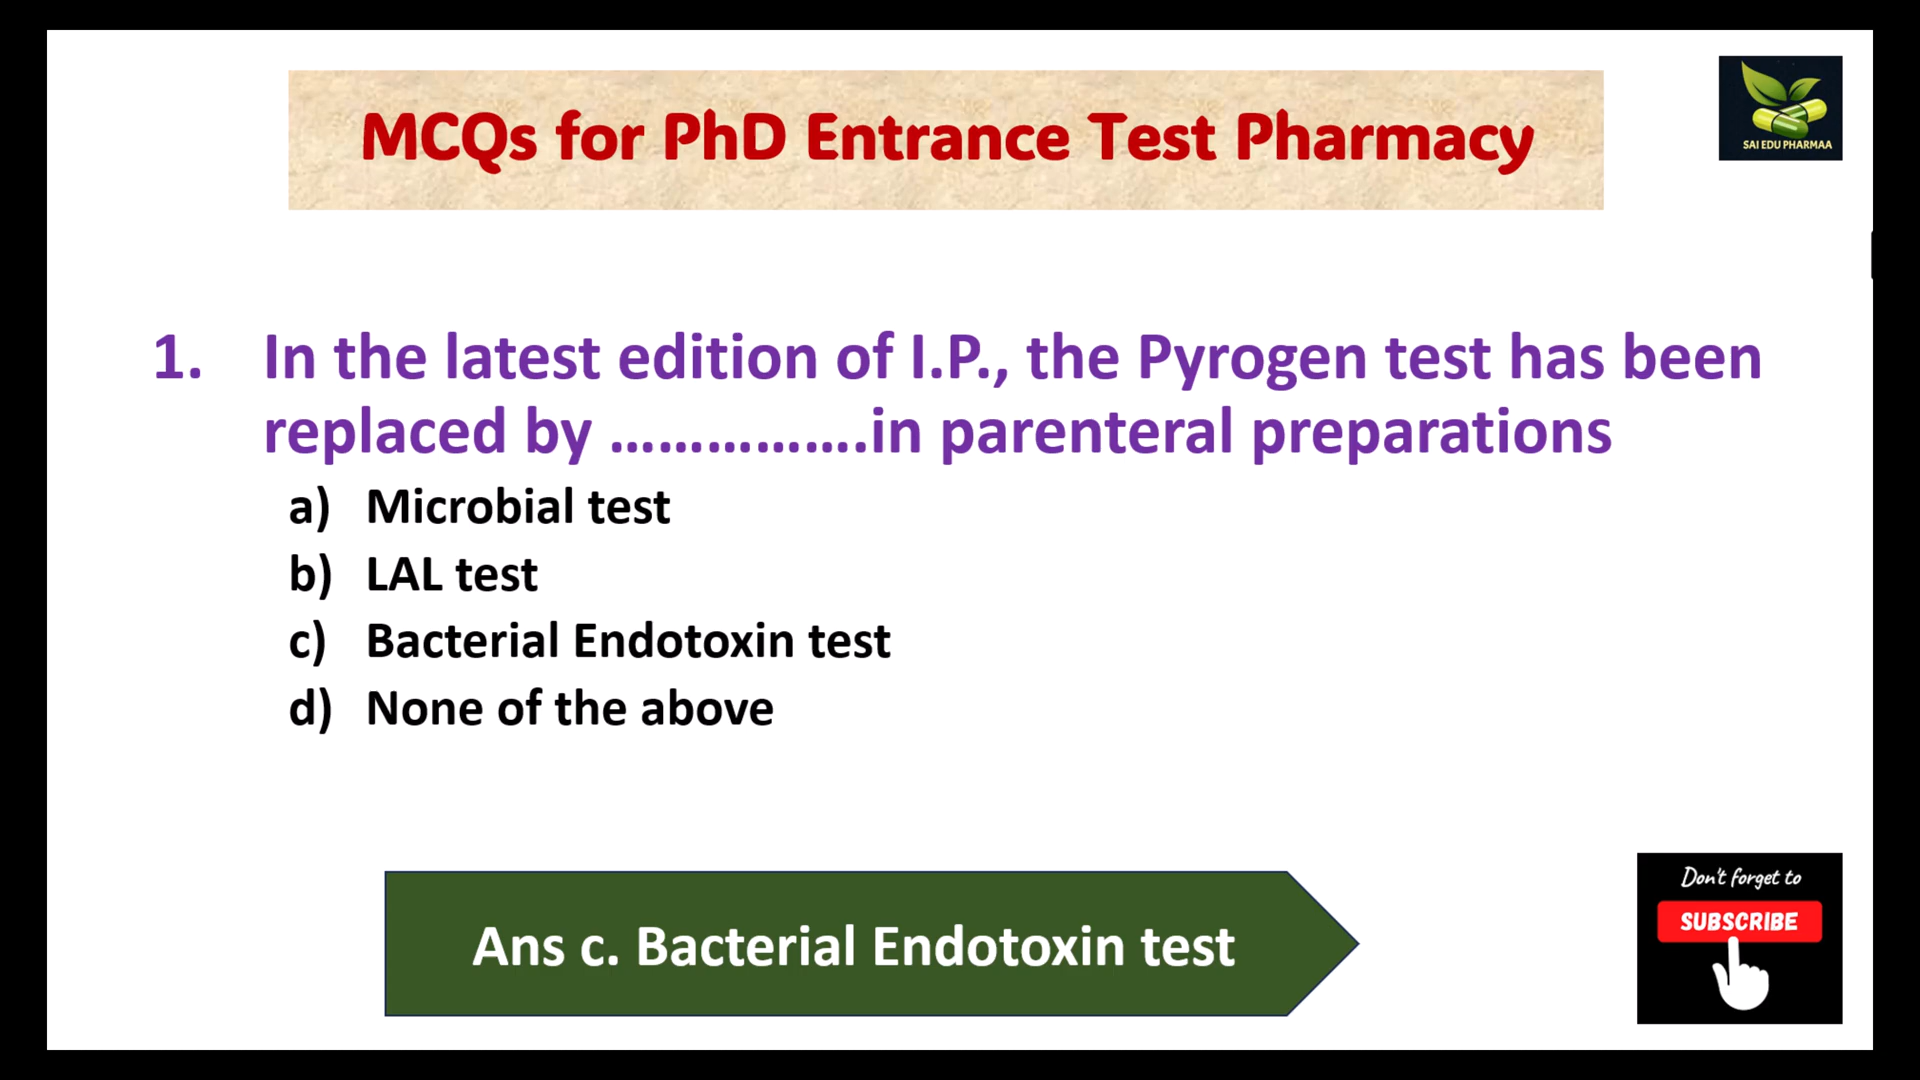 MCQs for PhD Entrance Test Pharmacy
SAI EDU PHARMAA
1. In the latest edition of I.P., the Pyrogen test has been
replaced by …………….in parenteral preparations
a) Microbial test
b) LAL test
c) Bacterial Endotoxin test
d) None of the above
Ans c. Bacterial Endotoxin test
Don't forget to
SUBSCRIBE